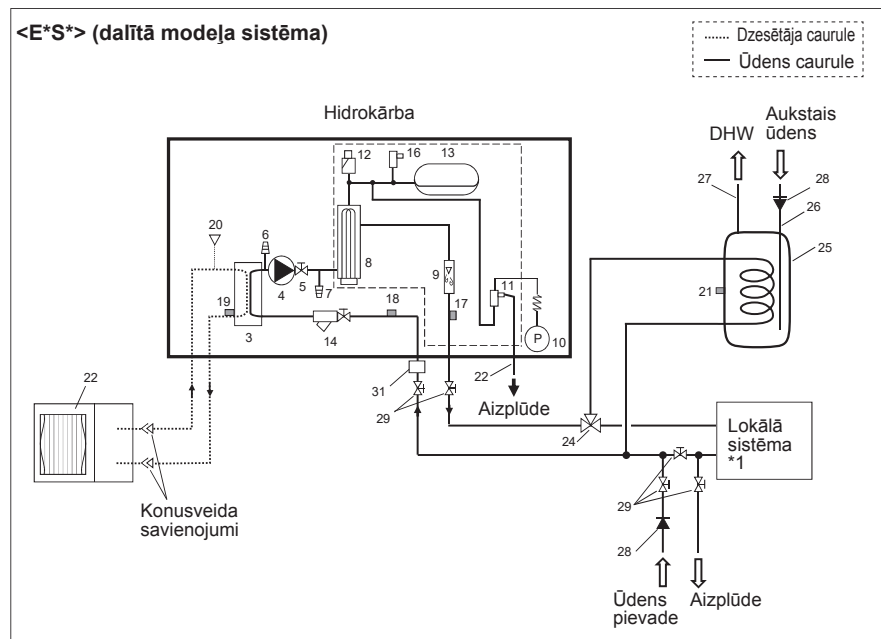 <E*S*> (dalītā modeļa sistēma)
Dzesētāja caurule
Ūdens caurule
Hidrokārba
DHW
Aukstais
ūdens
12
16
13
27
28
26
20
6
25
8
9
4
5
7
11
21
19
18
17
3
14
10
P
22
31
22
29
Aizplūde
24
Lokālā
sistēma
*1
Konusveida
savienojumi
29
28
Ūdens
pievade
Aizplūde